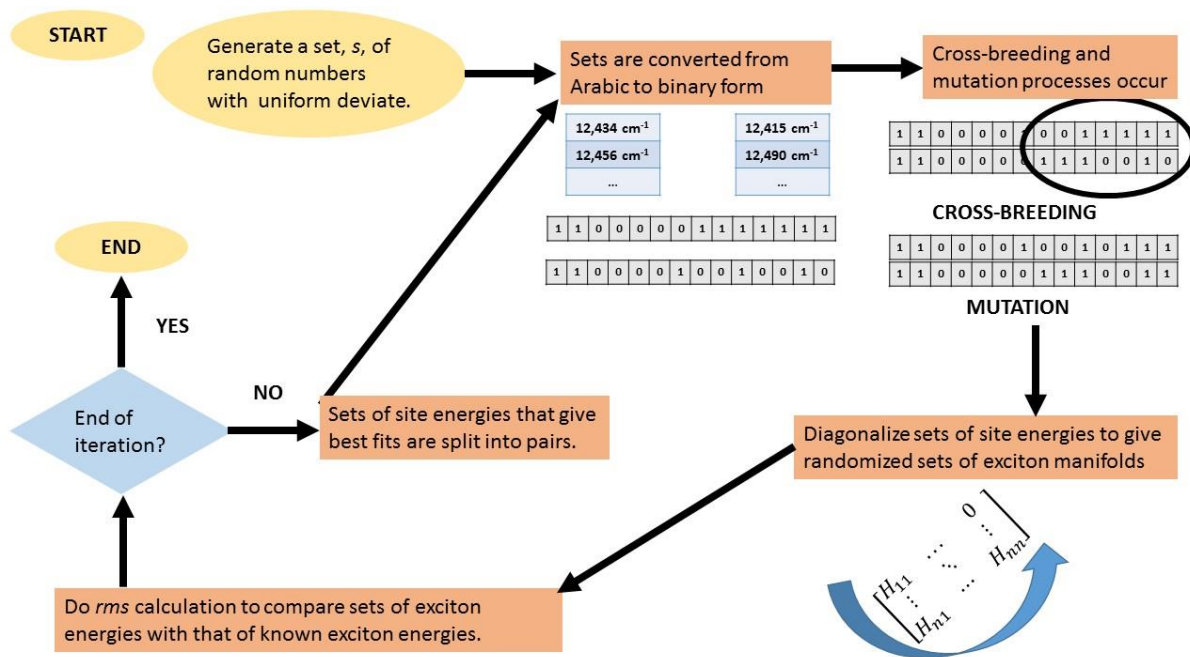 START
Generate a set, s, of
random numbers
with uniform deviate.
Sets are converted from
Arabic to binary form
12,434 cm⁻¹
12,456 cm⁻¹
...
12,415 cm⁻¹
12,490 cm⁻¹
...
1 1 0 0 0 0 0 1 1 1 1 1 1 1
1 1 0 0 0 0 1 0 0 1 0 0 1 0
Cross-breeding and
mutation processes occur
1 1 0 0 0 0 1 0 0 1 1 1 1 1
1 1 0 0 0 0 0 1 1 1 0 0 1 0
CROSS-BREEDING
1 1 0 0 0 0 1 0 0 1 0 1 1 1
1 1 0 0 0 0 0 1 1 1 0 0 1 1
MUTATION
Diagonalize sets of site energies to give
randomized sets of exciton manifolds
H₁₁ ... 0
⋮ ⋱ ⋮
Hₙ₁ ... Hₙₙ
Do rms calculation to compare sets of exciton
energies with that of known exciton energies.
End of
iteration?
YES
END
NO
Sets of site energies that give
best fits are split into pairs.